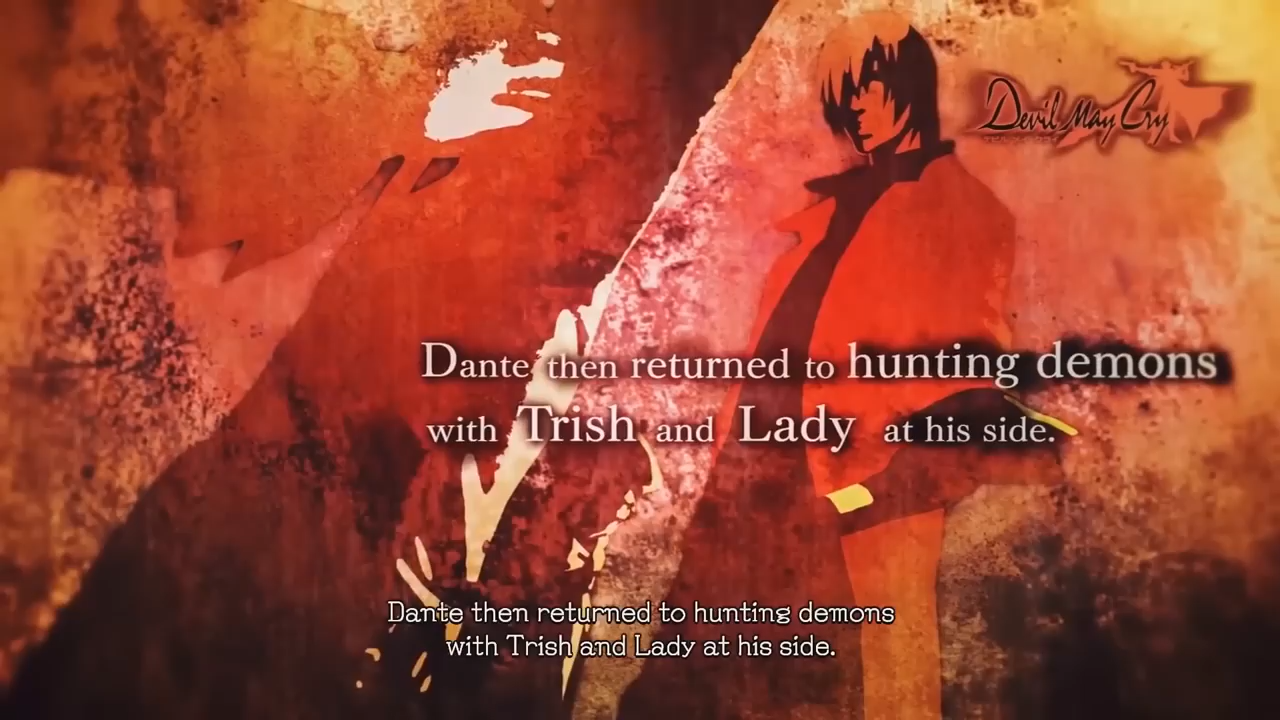 Devil May Cry
Dante then returned to hunting demons
with Trish and Lady at his side.
Dante then returned to hunting demons
with Trish and Lady at his side.